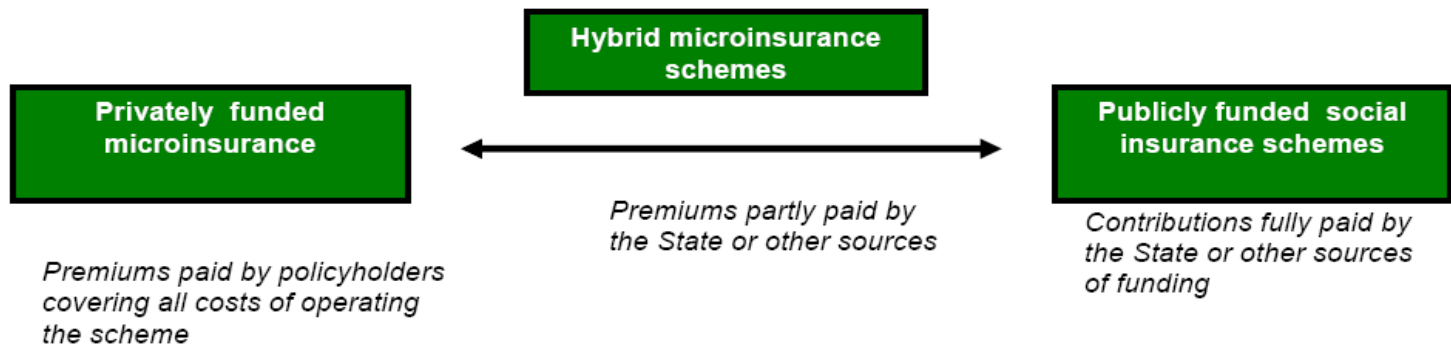 Hybrid microinsurance
schemes
Privately funded
microinsurance
Publicly funded social
insurance schemes
Premiums partly paid by
the State or other sources
Contributions fully paid by
the State or other sources
of funding
Premiums paid by policyholders
covering all costs of operating
the scheme